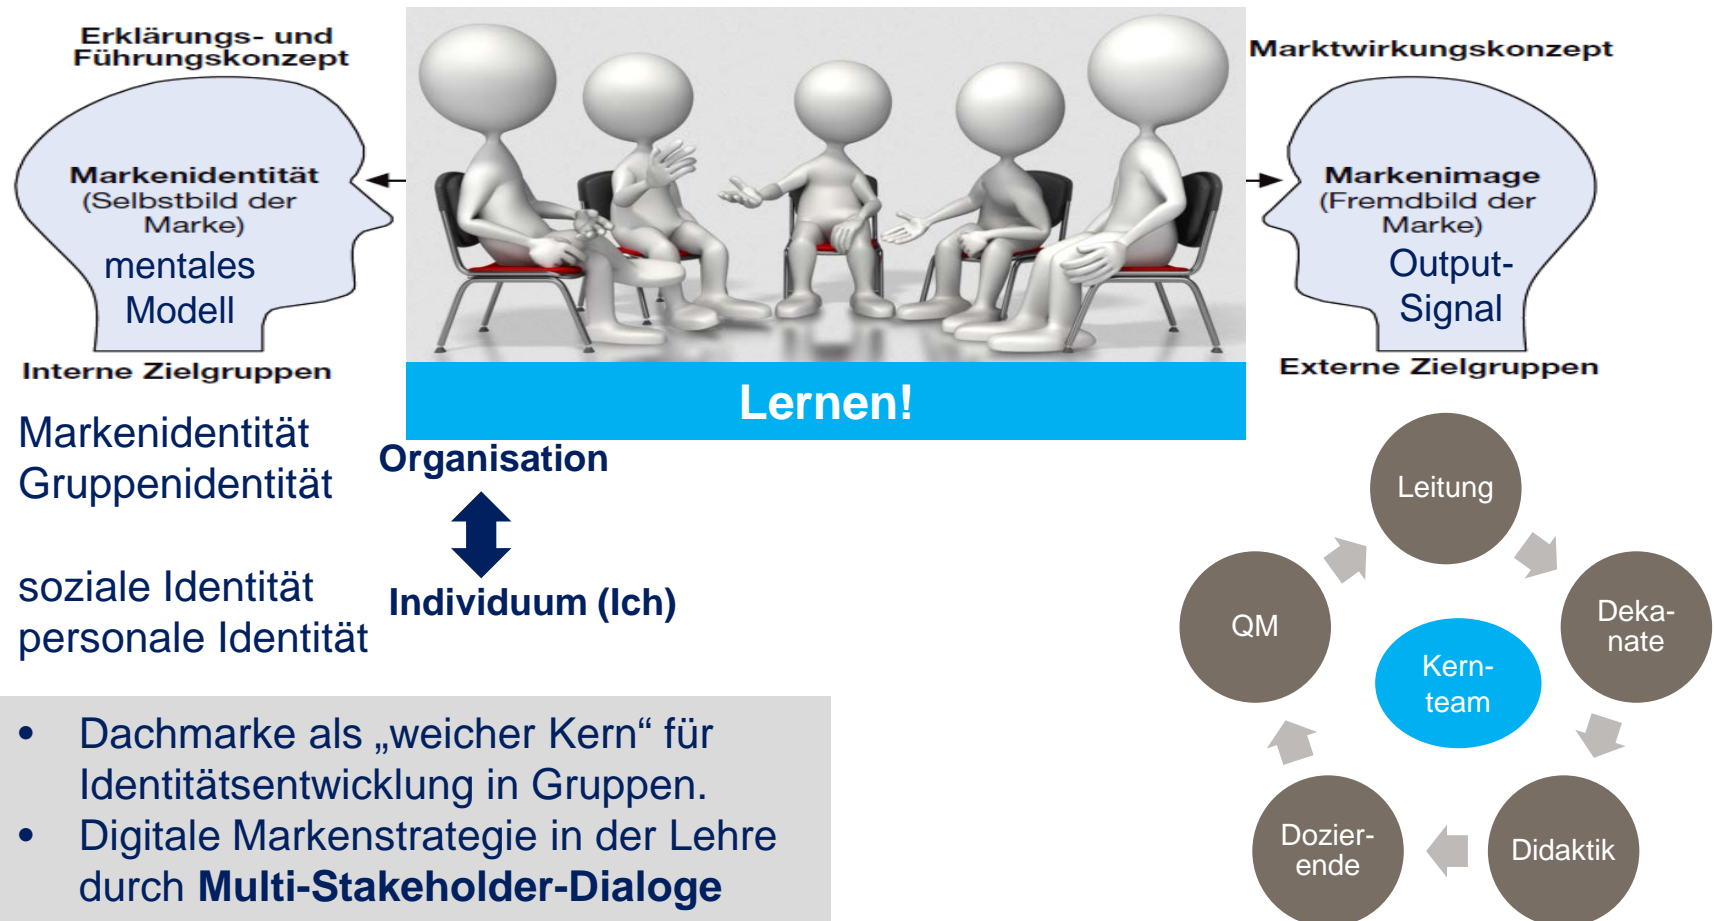 Erklärungs- und
Führungskonzept
Markenidentität
(Selbstbild der
Marke)
mentales
Modell
Interne Zielgruppen
Marktwirkungskonzept
Markenimage
(Fremdbild der
Marke)
Output-
Signal
Externe Zielgruppen
Lernen!
Markenidentität
Gruppenidentität
soziale Identität
personale Identität
Organisation
Individuum (Ich)
• Dachmarke als „weicher Kern“ für
Identitätsentwicklung in Gruppen.
• Digitale Markenstrategie in der Lehre
durch Multi-Stakeholder-Dialoge
Leitung
Deka-
nate
Didaktik
Dozier-
ende
QM
Kern-
team